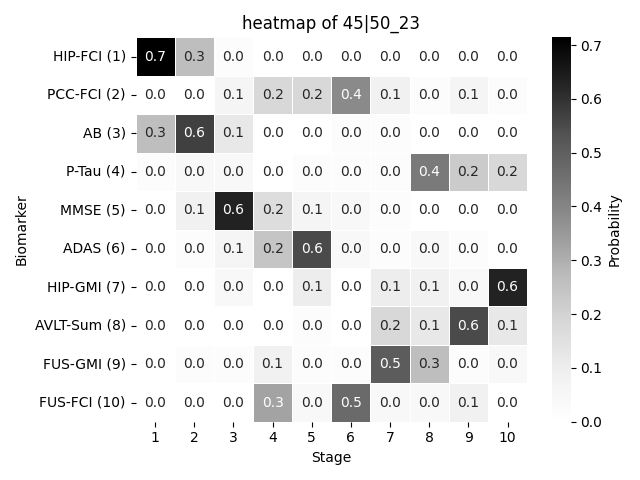 heatmap of 45|50_23
HIP-FCI (1) 0.7 0.3 0.0 0.0 0.0 0.0 0.0 0.0 0.0 0.0
PCC-FCI (2) 0.0 0.0 0.1 0.2 0.2 0.4 0.1 0.0 0.1 0.0
AB (3) 0.3 0.6 0.1 0.0 0.0 0.0 0.0 0.0 0.0 0.0
P-Tau (4) 0.0 0.0 0.0 0.0 0.0 0.0 0.0 0.4 0.2 0.2
MMSE (5) 0.0 0.1 0.6 0.2 0.1 0.0 0.0 0.0 0.0 0.0
ADAS (6) 0.0 0.0 0.1 0.2 0.6 0.0 0.0 0.0 0.0 0.0
HIP-GMI (7) 0.0 0.0 0.0 0.0 0.1 0.0 0.1 0.1 0.0 0.6
AVLT-Sum (8) 0.0 0.0 0.0 0.0 0.0 0.0 0.2 0.1 0.6 0.1
FUS-GMI (9) 0.0 0.0 0.0 0.1 0.0 0.0 0.5 0.3 0.0 0.0
FUS-FCI (10) 0.0 0.0 0.0 0.3 0.0 0.5 0.0 0.0 0.1 0.0
1 2 3 4 5 6 7 8 9 10
Stage
Biomarker
0.7
0.6
0.5
0.4
0.3
0.2
0.1
0.0
Probability